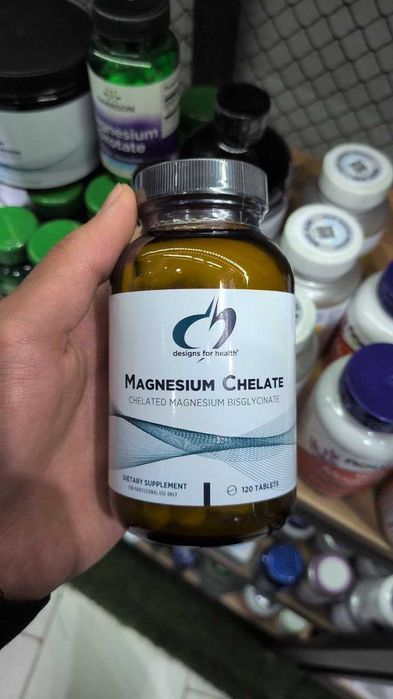 Magnesium
designs for health®
MAGNESIUM CHELATE
CHELATED MAGNESIUM BISGLYCINATE
DIETARY SUPPLEMENT
FOR PROFESSIONAL USE ONLY
120 TABLETS